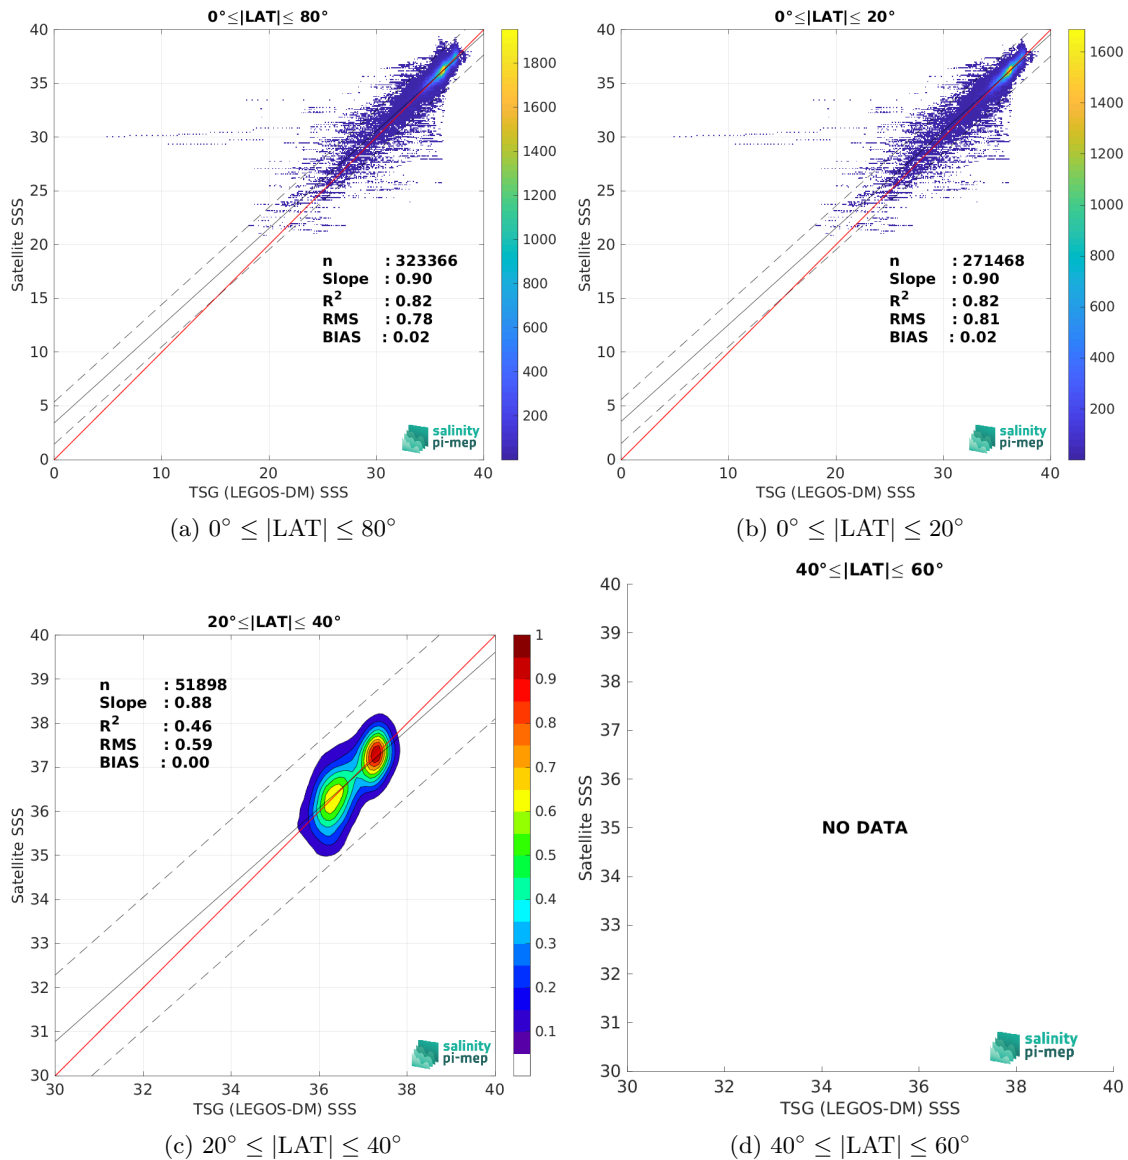 0°≤|LAT|≤ 80°
40
35
30
25
20
15
10
5
0
Satellite SSS
n : 323366
Slope : 0.90
R² : 0.82
RMS : 0.78
BIAS : 0.02
salinity
pi-mep
0 10 20 30 40
TSG (LEGOS-DM) SSS
1800
1600
1400
1200
1000
800
600
400
200
(a) 0° ≤ |LAT| ≤ 80°
0°≤|LAT|≤ 20°
40
35
30
25
20
15
10
5
0
Satellite SSS
n : 271468
Slope : 0.90
R² : 0.82
RMS : 0.81
BIAS : 0.02
salinity
pi-mep
0 10 20 30 40
TSG (LEGOS-DM) SSS
1600
1400
1200
1000
800
600
400
200
(b) 0° ≤ |LAT| ≤ 20°
20°≤|LAT|≤ 40°
40
39
38
37
36
35
34
33
32
31
30
Satellite SSS
n : 51898
Slope : 0.88
R² : 0.46
RMS : 0.59
BIAS : 0.00
salinity
pi-mep
30 32 34 36 38 40
TSG (LEGOS-DM) SSS
1
0.9
0.8
0.7
0.6
0.5
0.4
0.3
0.2
0.1
(c) 20° ≤ |LAT| ≤ 40°
40°≤|LAT|≤ 60°
40
39
38
37
36
35
34
33
32
31
30
Satellite SSS
NO DATA
salinity
pi-mep
30 32 34 36 38 40
TSG (LEGOS-DM) SSS
(d) 40° ≤ |LAT| ≤ 60°